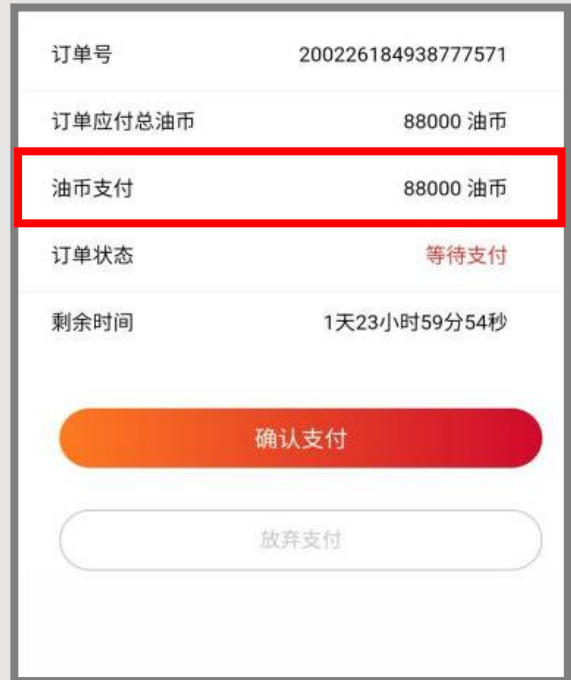 订单号 200226184938777571
订单应付总油币 88000 油币
油币支付 88000 油币
订单状态 等待支付
剩余时间 1天23小时59分54秒
确认支付
放弃支付